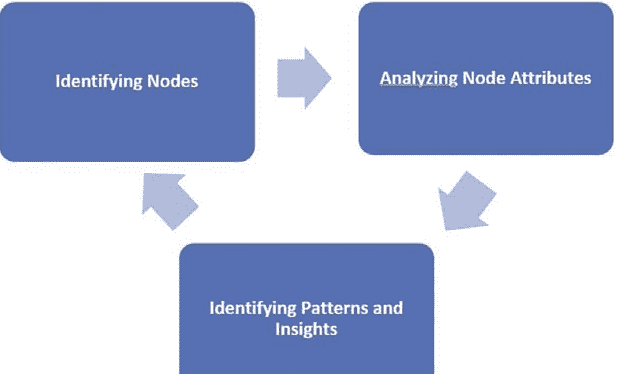 Identifying Nodes
Analyzing Node Attributes
Identifying Patterns and
Insights